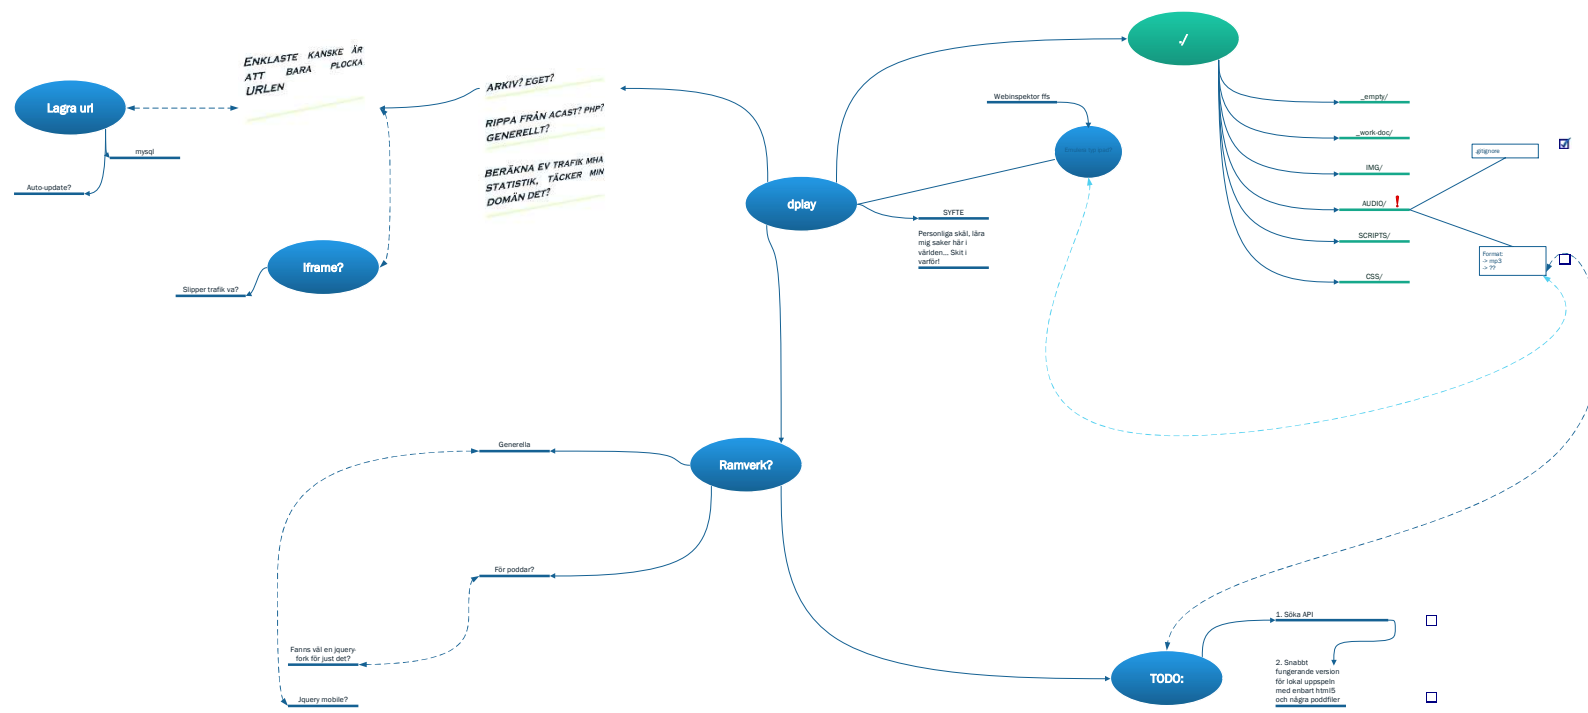 ✓
ENKLASTE KANSKE ÄR
ATT BARA PLOCKA
URLEN
Lagra url
mysql
Auto-update?
ARKIV? EGET?
RIPPA FRÅN ACAST? PHP?
GENERELLT?
BERÄKNA EV TRAFIK MHA
STATISTIK, TÄCKER MIN
DOMÄN DET?
Iframe?
Slipper trafik va?
dplay
Webinspektor ffs
SYFTE
Personliga skäl, lära
mig saker här i
världen... Skit i
varför!
_empty/
_work-doc/
IMG/
AUDIO/
SCRIPTS/
CSS/
.gitignore
Format:
-> mp3
-> ??
Ramverk?
Generella
För poddar?
Fanns väl en jquery-
fork för just det?
Jquery mobile?
TODO:
1. Söka API
2. Snabbt
fungerande version
för lokal uppspeln
med enbart html5
och några poddfiler